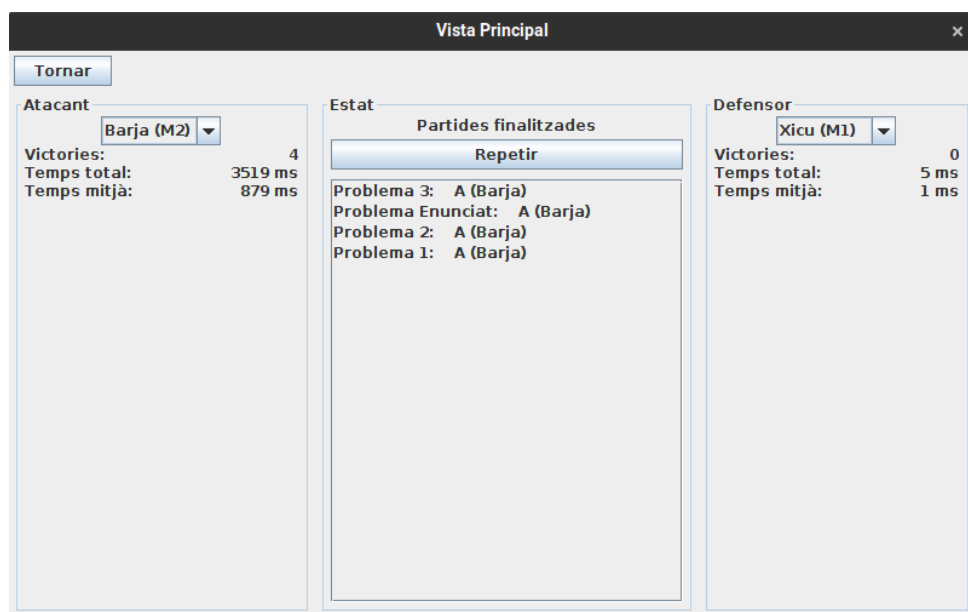 Vista Principal ×
Tornar
Atacant
Barja (M2)
Victories: 4
Temps total: 3519 ms
Temps mitjà: 879 ms
Estat
Partides finalitzades
Repetir
Problema 3: A (Barja)
Problema Enunciat: A (Barja)
Problema 2: A (Barja)
Problema 1: A (Barja)
Defensor
Xicu (M1)
Victories: 0
Temps total: 5 ms
Temps mitjà: 1 ms